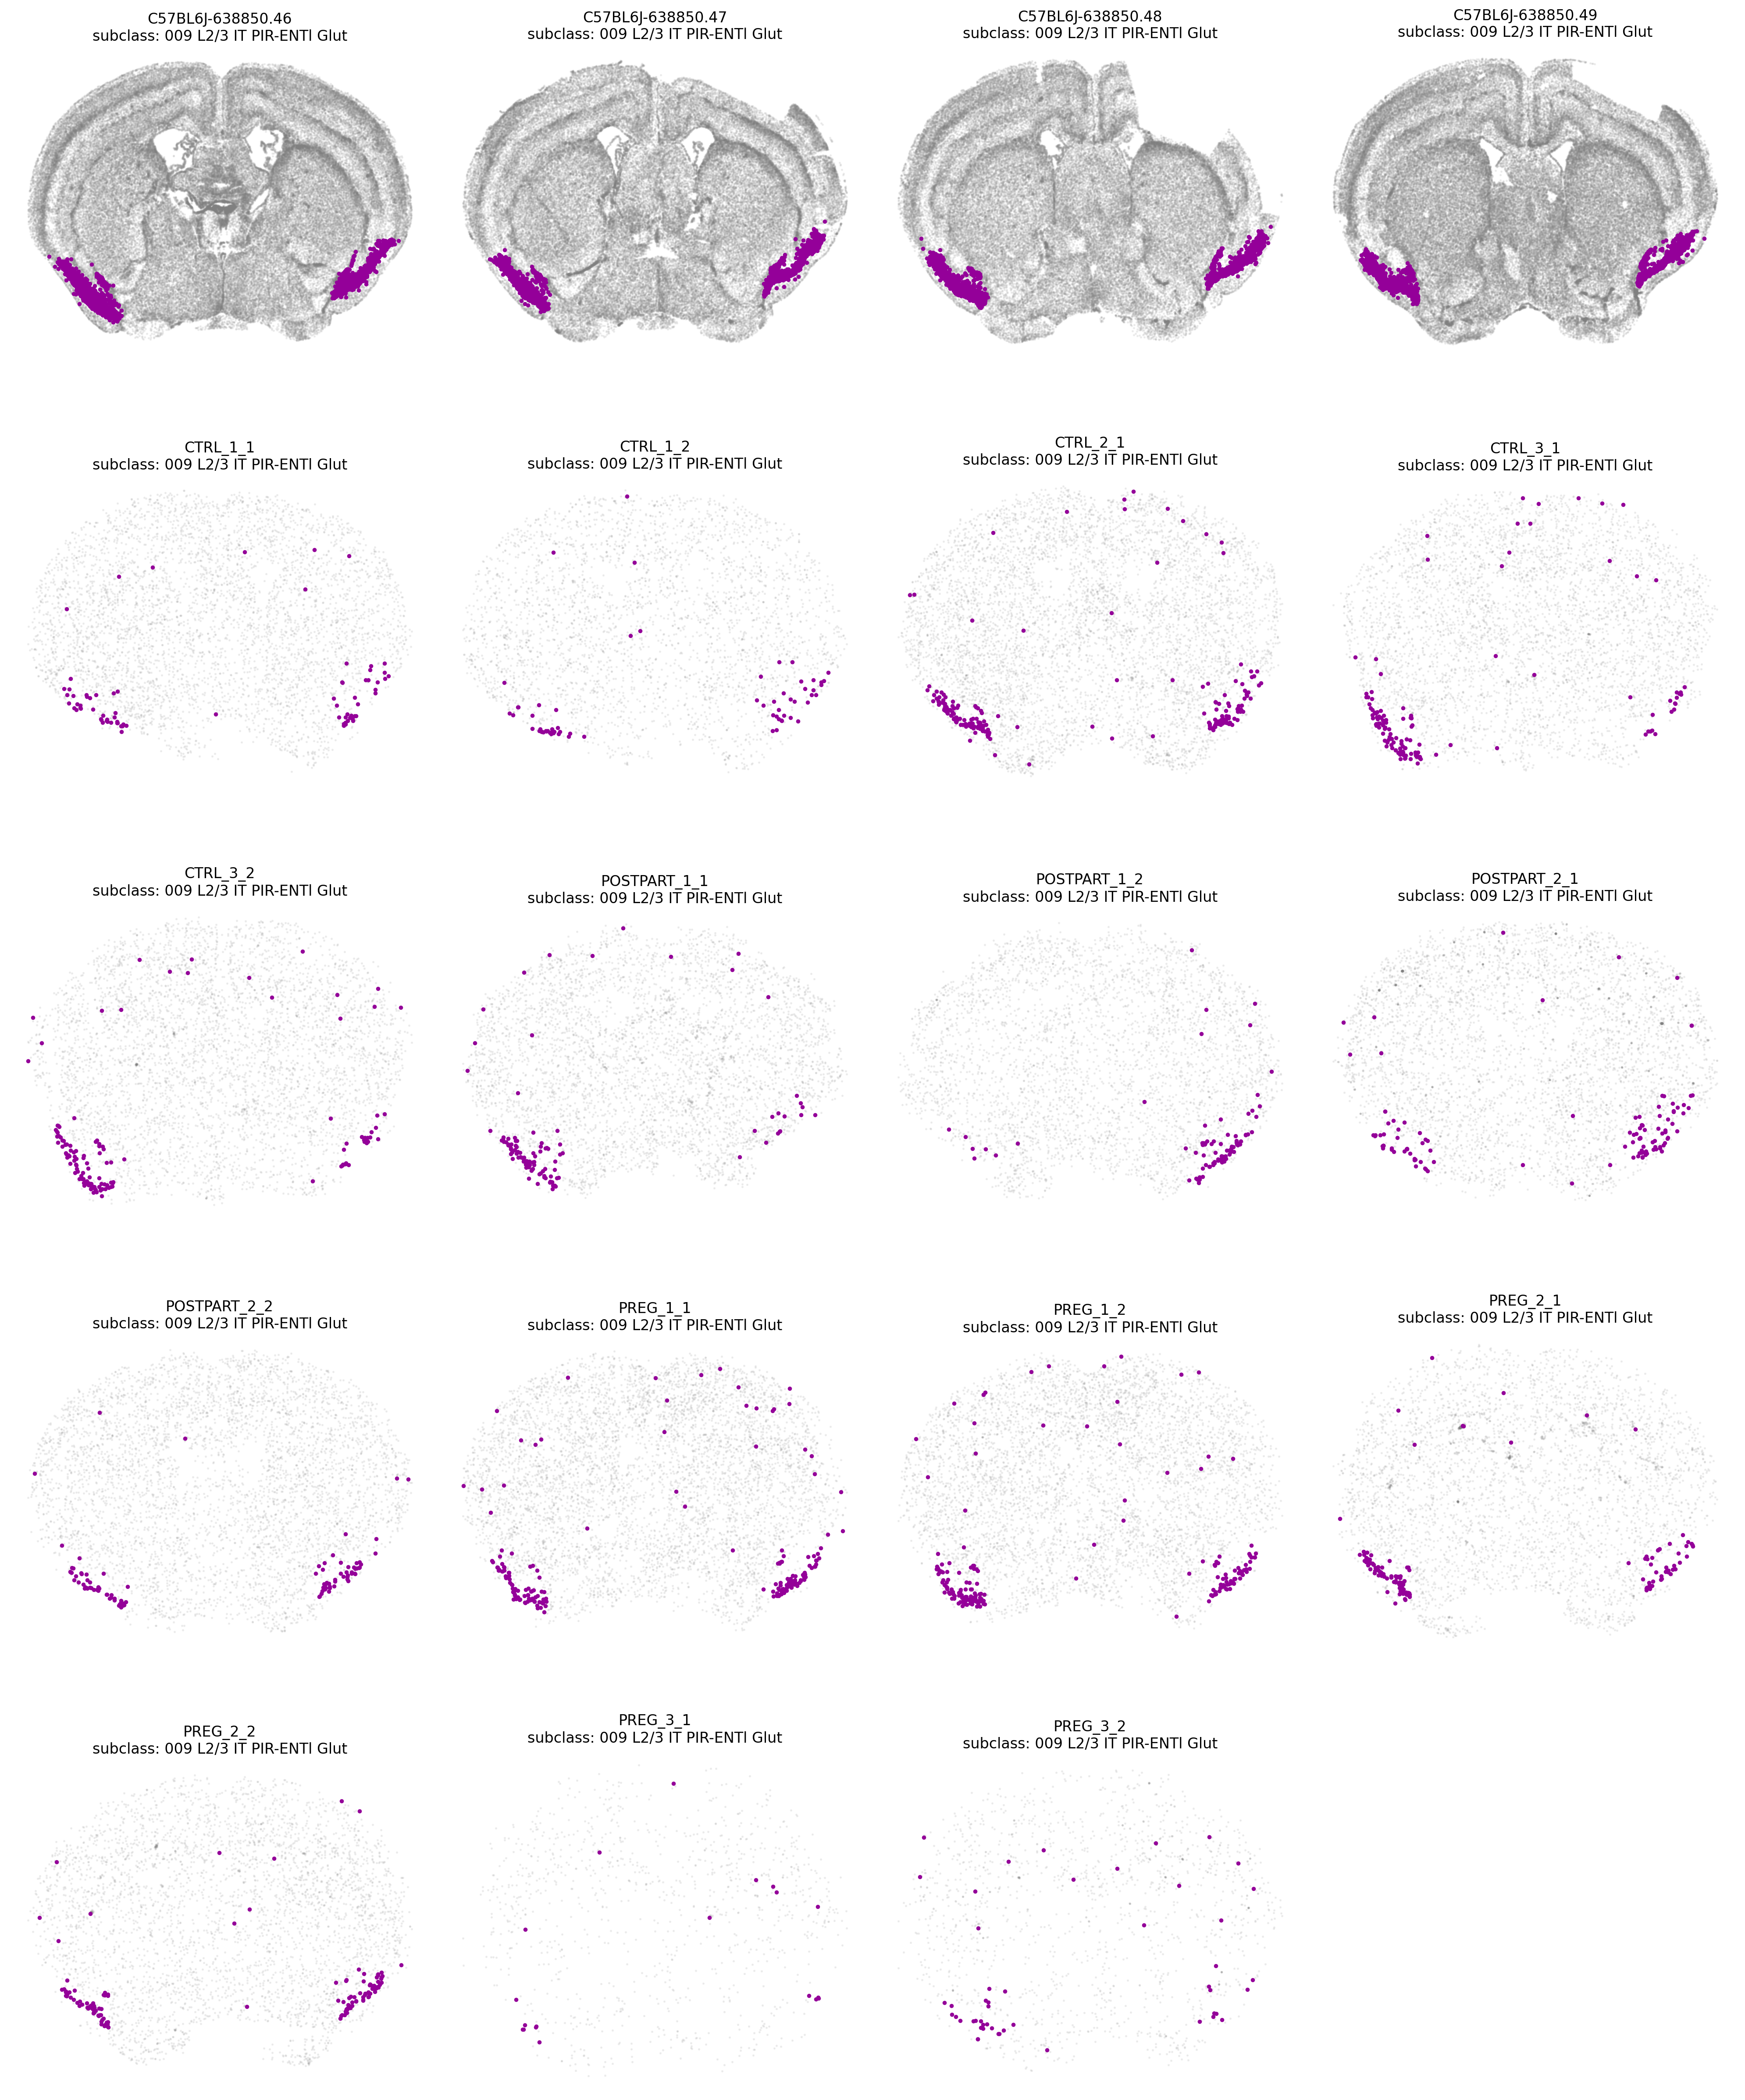 C57BL6J-638850.46
subclass: 009 L2/3 IT PIR-ENTl Glut
C57BL6J-638850.47
subclass: 009 L2/3 IT PIR-ENTl Glut
C57BL6J-638850.48
subclass: 009 L2/3 IT PIR-ENTl Glut
C57BL6J-638850.49
subclass: 009 L2/3 IT PIR-ENTl Glut
CTRL_1_1
subclass: 009 L2/3 IT PIR-ENTl Glut
CTRL_1_2
subclass: 009 L2/3 IT PIR-ENTl Glut
CTRL_2_1
subclass: 009 L2/3 IT PIR-ENTl Glut
CTRL_3_1
subclass: 009 L2/3 IT PIR-ENTl Glut
CTRL_3_2
subclass: 009 L2/3 IT PIR-ENTl Glut
POSTPART_1_1
subclass: 009 L2/3 IT PIR-ENTl Glut
POSTPART_1_2
subclass: 009 L2/3 IT PIR-ENTl Glut
POSTPART_2_1
subclass: 009 L2/3 IT PIR-ENTl Glut
POSTPART_2_2
subclass: 009 L2/3 IT PIR-ENTl Glut
PREG_1_1
subclass: 009 L2/3 IT PIR-ENTl Glut
PREG_1_2
subclass: 009 L2/3 IT PIR-ENTl Glut
PREG_2_1
subclass: 009 L2/3 IT PIR-ENTl Glut
PREG_2_2
subclass: 009 L2/3 IT PIR-ENTl Glut
PREG_3_1
subclass: 009 L2/3 IT PIR-ENTl Glut
PREG_3_2
subclass: 009 L2/3 IT PIR-ENTl Glut